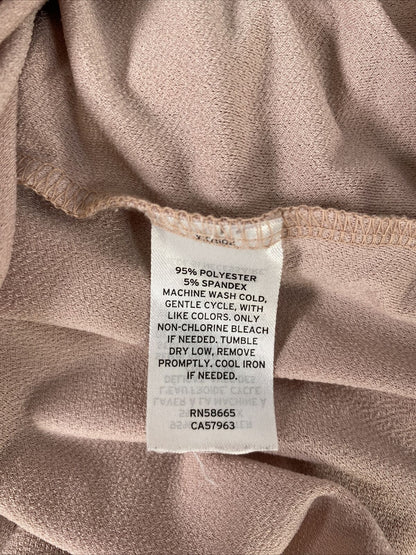 95% POLYESTER
5% SPANDEX
MACHINE WASH COLD,
GENTLE CYCLE, WITH
LIKE COLORS. ONLY
NON-CHLORINE BLEACH
IF NEEDED. TUMBLE
DRY LOW, REMOVE
PROMPTLY. COOL IRON
IF NEEDED.
RN58665
CA57963